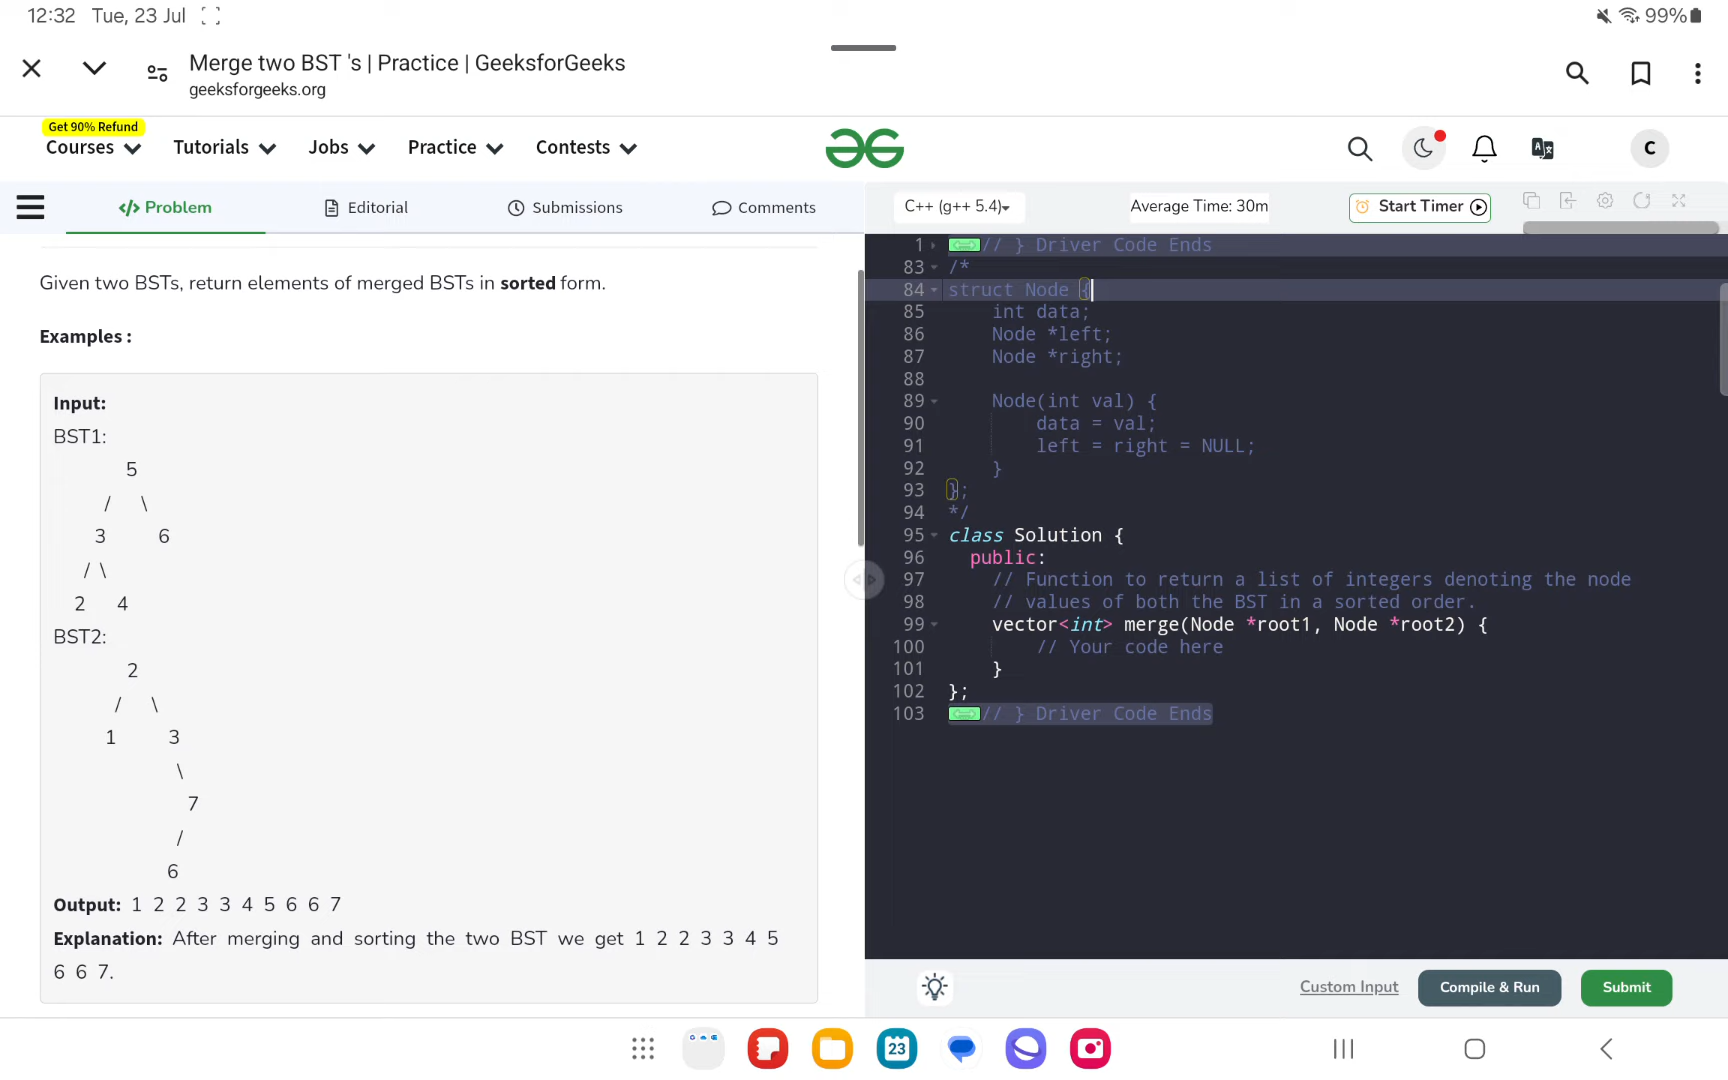 12:32 Tue, 23 Jul 99%
Merge two BST 's | Practice | GeeksforGeeks
geeksforgeeks.org
Get 90% Refund
Courses Tutorials Jobs Practice Contests C
Problem Editorial Submissions Comments C++ (g++ 5.4) Average Time: 30m Start Timer
Given two BSTs, return elements of merged BSTs in sorted form.
Examples :
Input:
BST1:
5
/ \
3 6
/ \
2 4
BST2:
2
/ \
1 3
\
7
/
6
Output: 1 2 2 3 3 4 5 6 6 7
Explanation: After merging and sorting the two BST we get 1 2 2 3 3 4 5
6 6 7.
1 // } Driver Code Ends
83 /*
84 struct Node {
85 int data;
86 Node *left;
87 Node *right;
88
89 Node(int val) {
90 data = val;
91 left = right = NULL;
92 }
93 };
94 */
95 class Solution {
96 public:
97 // Function to return a list of integers denoting the node
98 // values of both the BST in a sorted order.
99 vector<int> merge(Node *root1, Node *root2) {
100 // Your code here
101 }
102 };
103 // } Driver Code Ends
Custom Input Compile & Run Submit
23